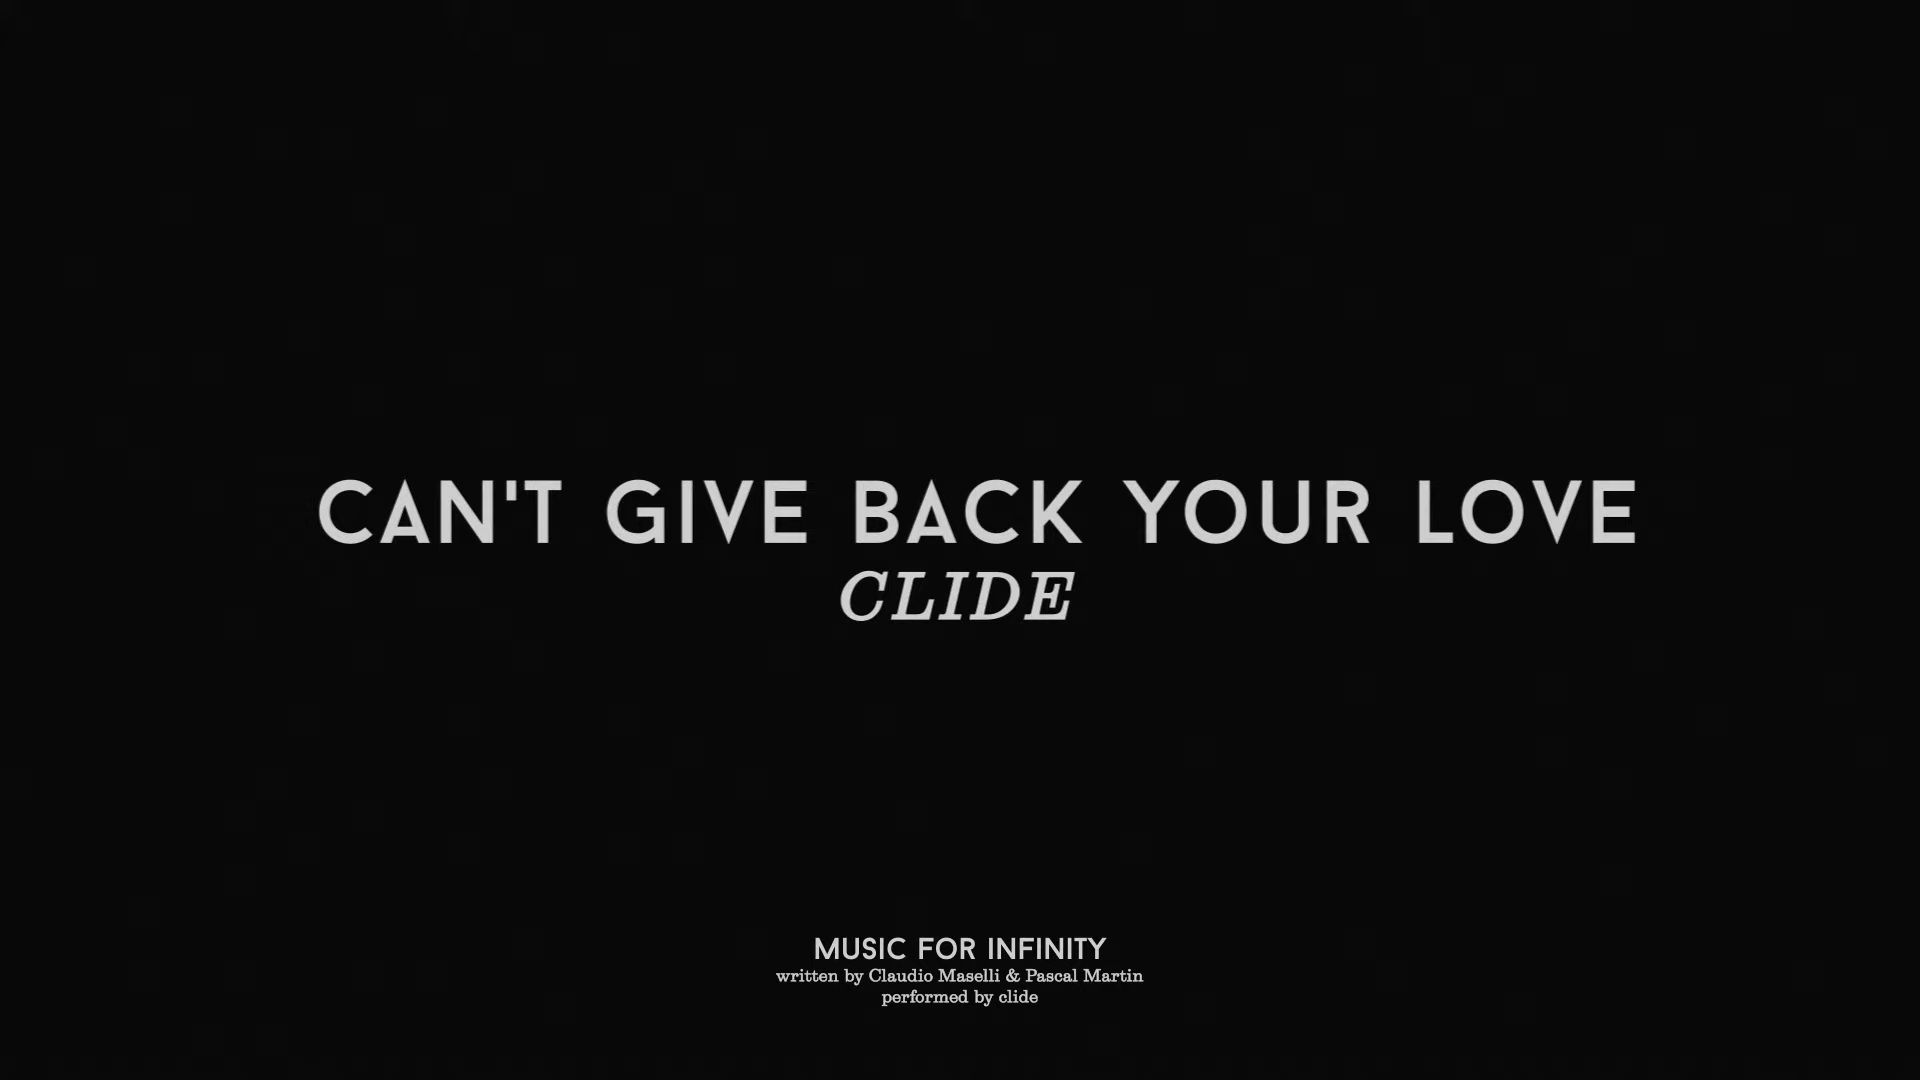 CAN'T GIVE BACK YOUR LOVE
CLIDE
MUSIC FOR INFINITY
written by Claudio Maselli & Pascal Martin
performed by clide